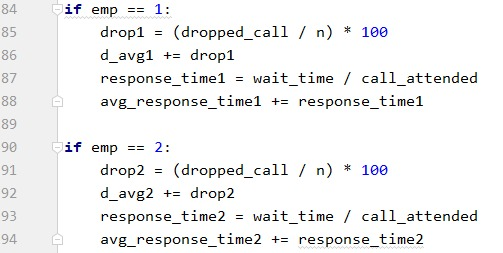 84 if emp == 1:
85     drop1 = (dropped_call / n) * 100
86     d_avg1 += drop1
87     response_time1 = wait_time / call_attended
88     avg_response_time1 += response_time1
89
90 if emp == 2:
91     drop2 = (dropped_call / n) * 100
92     d_avg2 += drop2
93     response_time2 = wait_time / call_attended
94     avg_response_time2 += response_time2